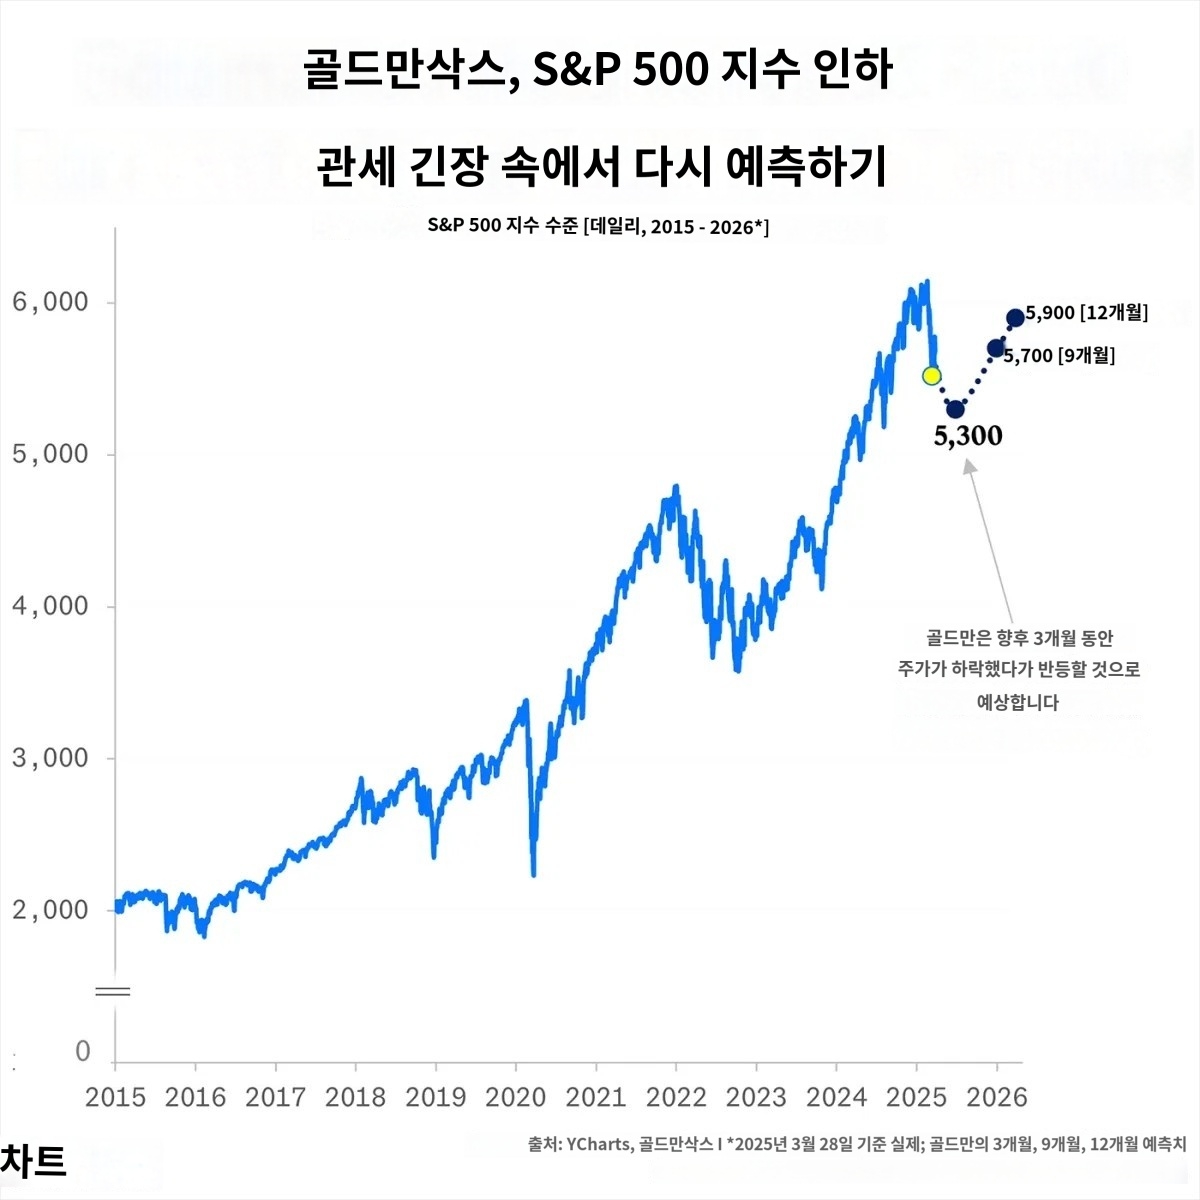 골드만삭스, S&P 500 지수 인하
관세 긴장 속에서 다시 예측하기
S&P 500 지수 수준 [데일리, 2015 - 2026*]
6,000
5,000
4,000
3,000
2,000
0
5,900 [12개월]
5,700 [9개월]
5,300
골드만은 향후 3개월 동안
주가가 하락했다가 반등할 것으로
예상합니다
2015 2016 2017 2018 2019 2020 2021 2022 2023 2024 2025 2026
출처: YCharts, 골드만삭스 I *2025년 3월 28일 기준 실제; 골드만의 3개월, 9개월, 12개월 예측치
차트